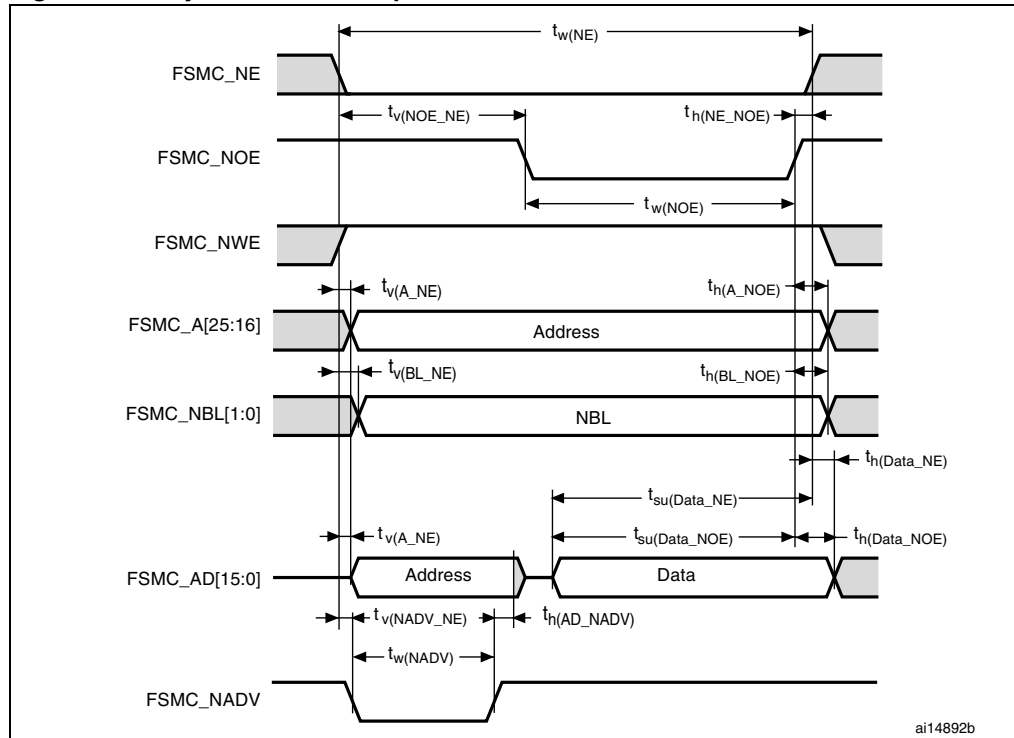 tw(NE)
FSMC_NE
tv(NOE_NE)
th(NE_NOE)
FSMC_NOE
tw(NOE)
FSMC_NWE
tv(A_NE)
th(A_NOE)
FSMC_A[25:16]
Address
tv(BL_NE)
th(BL_NOE)
FSMC_NBL[1:0]
NBL
th(Data_NE)
tsu(Data_NE)
tv(A_NE)
tsu(Data_NOE)
th(Data_NOE)
FSMC_AD[15:0]
Address
Data
tv(NADV_NE)
th(AD_NADV)
tw(NADV)
FSMC_NADV
ai14892b